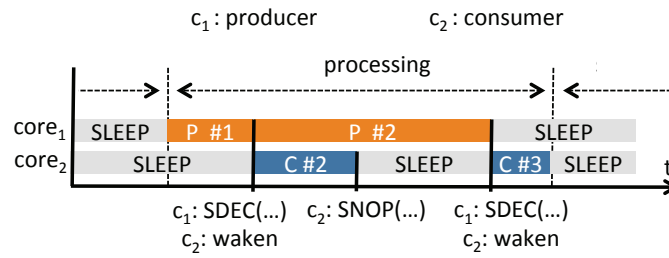 c1: producer c2: consumer
processing
core1 SLEEP P #1 P #2 SLEEP
core2 SLEEP C #2 SLEEP C #3 SLEEP
t
c1: SDEC(...) c2: SNOP(...) c1: SDEC(...)
c2: waken c2: waken